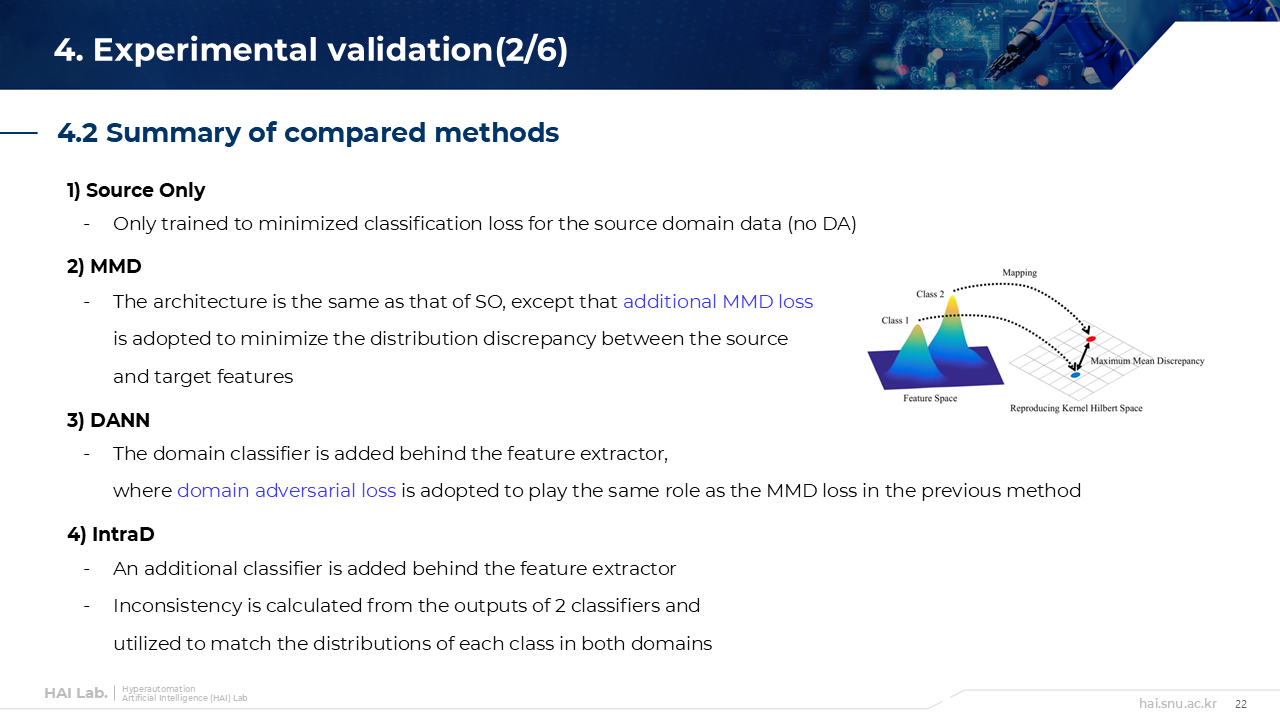 4. Experimental validation(2/6)
4.2 Summary of compared methods
1) Source Only
- Only trained to minimized classification loss for the source domain data (no DA)
2) MMD
- The architecture is the same as that of SO, except that additional MMD loss
is adopted to minimize the distribution discrepancy between the source
and target features
Mapping
Class 2
Class 1
Maximum Mean Discrepancy
Feature Space
Reproducing Kernel Hilbert Space
3) DANN
- The domain classifier is added behind the feature extractor,
where domain adversarial loss is adopted to play the same role as the MMD loss in the previous method
4) IntraD
- An additional classifier is added behind the feature extractor
- Inconsistency is calculated from the outputs of 2 classifiers and
utilized to match the distributions of each class in both domains
HAI Lab.
Hyperautomation
Artificial Intelligence (HAI) Lab
hai.snu.ac.kr
22